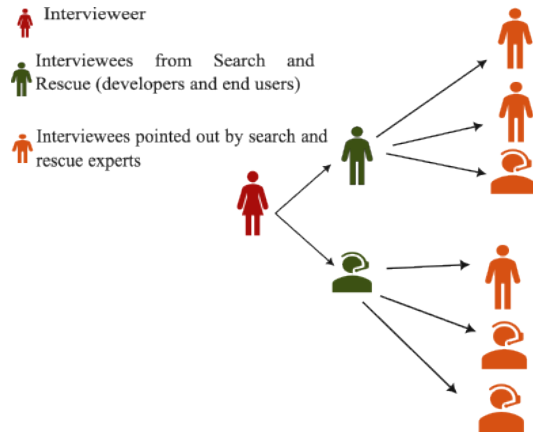 Interviewer
Interviewees from Search and
Rescue (developers and end users)
Interviewees pointed out by search and
rescue experts